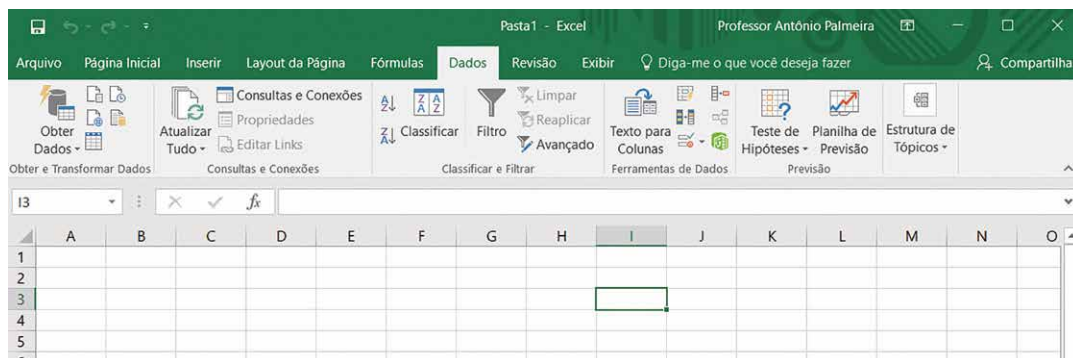 Pasta1 - Excel Professor Antônio Palmeira
Arquivo Página Inicial Inserir Layout da Página Fórmulas Dados Revisão Exibir Diga-me o que você deseja fazer Compartilha
Obter Dados
Atualizar Tudo
Consultas e Conexões
Propriedades
Editar Links
Classificar
Filtro
Limpar
Reaplicar
Avançado
Texto para Colunas
Teste de Hipóteses
Planilha de Previsão
Estrutura de Tópicos
Obter e Transformar Dados Consultas e Conexões Classificar e Filtrar Ferramentas de Dados Previsão
I3 fx
A B C D E F G H I J K L M N O
1
2
3
4
5